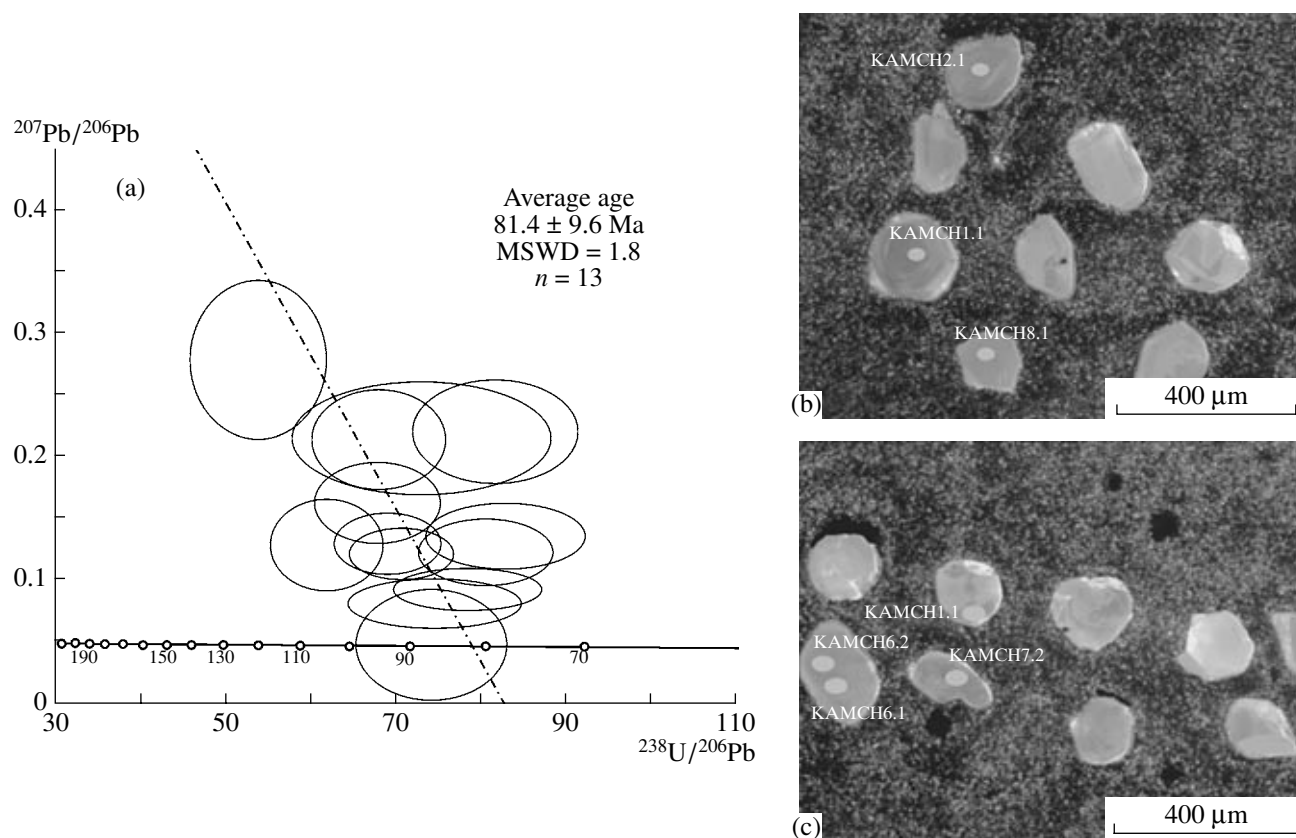 ²⁰⁷Pb/²⁰⁶Pb
(a)
Average age
81.4 ± 9.6 Ma
MSWD = 1.8
n = 13
0.4
0.3
0.2
0.1
0
190
150
130
110
90
70
30
50
70
90
110
²³⁸U/²⁰⁶Pb
KAMCH2.1
KAMCH1.1
KAMCH8.1
(b)
400 μm
KAMCH1.1
KAMCH6.2
KAMCH7.2
KAMCH6.1
(c)
400 μm